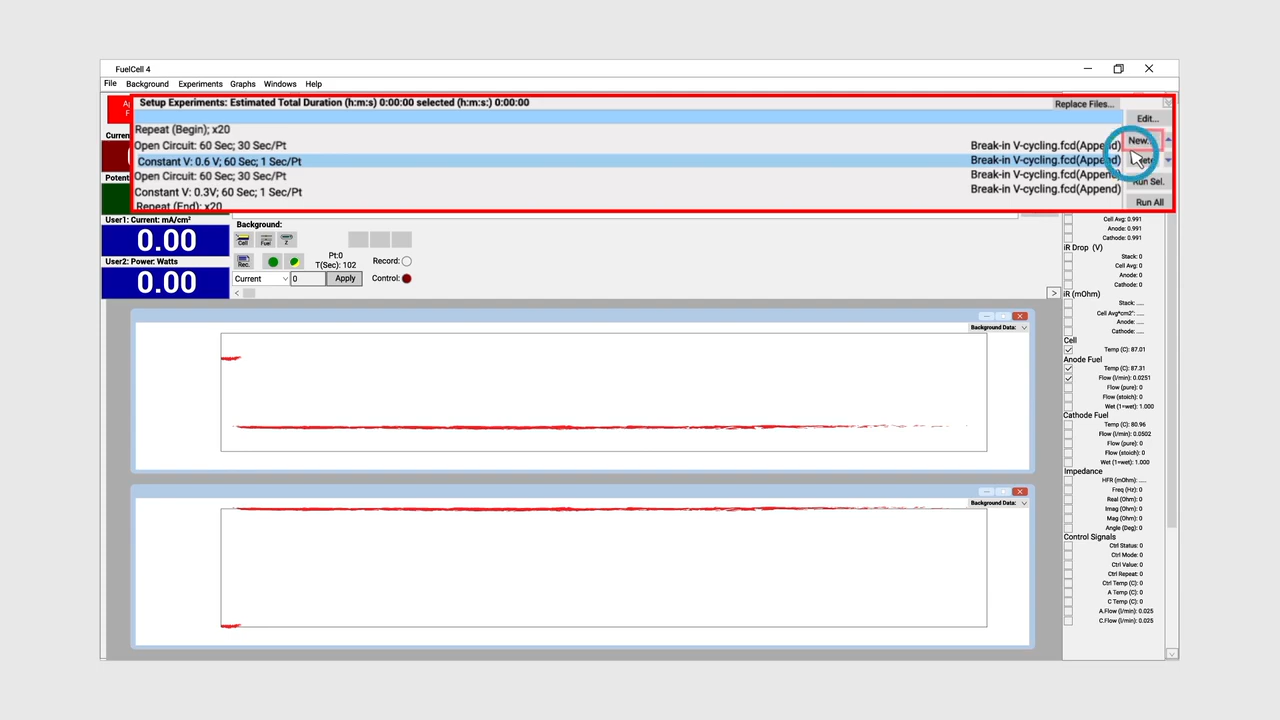 FuelCell 4
File Background Experiments Graphs Windows Help
Setup Experiments: Estimated Total Duration (h:m:s) 0:00:00 selected (h:m:s:) 0:00:00
Replace Files...
Edit...
Repeat (Begin); x20
New..
Open Circuit: 60 Sec; 30 Sec/Pt Break-in V-cycling.fcd(Append)
Constant V: 0.6 V; 60 Sec; 1 Sec/Pt Break-in V-cycling.fcd(Append)
Open Circuit: 60 Sec; 30 Sec/Pt Break-in V-cycling.fcd(Append)
Run Sel.
Constant V: 0.3V; 60 Sec; 1 Sec/Pt Break-in V-cycling.fcd(Append)
Repeat (End); x20
Run All
User1: Current: mA/cm²
0.00
User2: Power: Watts
0.00
Background:
Cell
Fuel
Z
Rec.
Pt:0
T(Sec): 102
Record:
Current 0 Apply
Control:
Background Data:
Background Data:
Cell Avg: 0.991
Anode: 0.991
Cathode: 0.991
iR Drop (V)
Stack: 0
Cell Avg: 0
Anode: 0
Cathode: 0
iR (mOhm)
Stack: .....
Cell Avg*cm2': .....
Anode: .....
Cathode: .....
Cell
Temp (C): 87.01
Anode Fuel
Temp (C): 87.31
Flow (l/min): 0.0251
Flow (pure): 0
Flow (stoich): 0
Wet (1=wet): 1.000
Cathode Fuel
Temp (C): 80.96
Flow (l/min): 0.0502
Flow (pure): 0
Flow (stoich): 0
Wet (1=wet): 1.000
Impedance
HFR (mOhm): .....
Freq (Hz): 0
Real (Ohm): 0
Imag (Ohm): 0
Mag (Ohm): 0
Angle (Deg): 0
Control Signals
Ctrl Status: 0
Ctrl Mode: 0
Ctrl Value: 0
Ctrl Repeat: 0
Ctrl Temp (C): 0
A Temp (C): 0
C Temp (C): 0
A.Flow (l/min): 0.025
C.Flow (l/min): 0.025